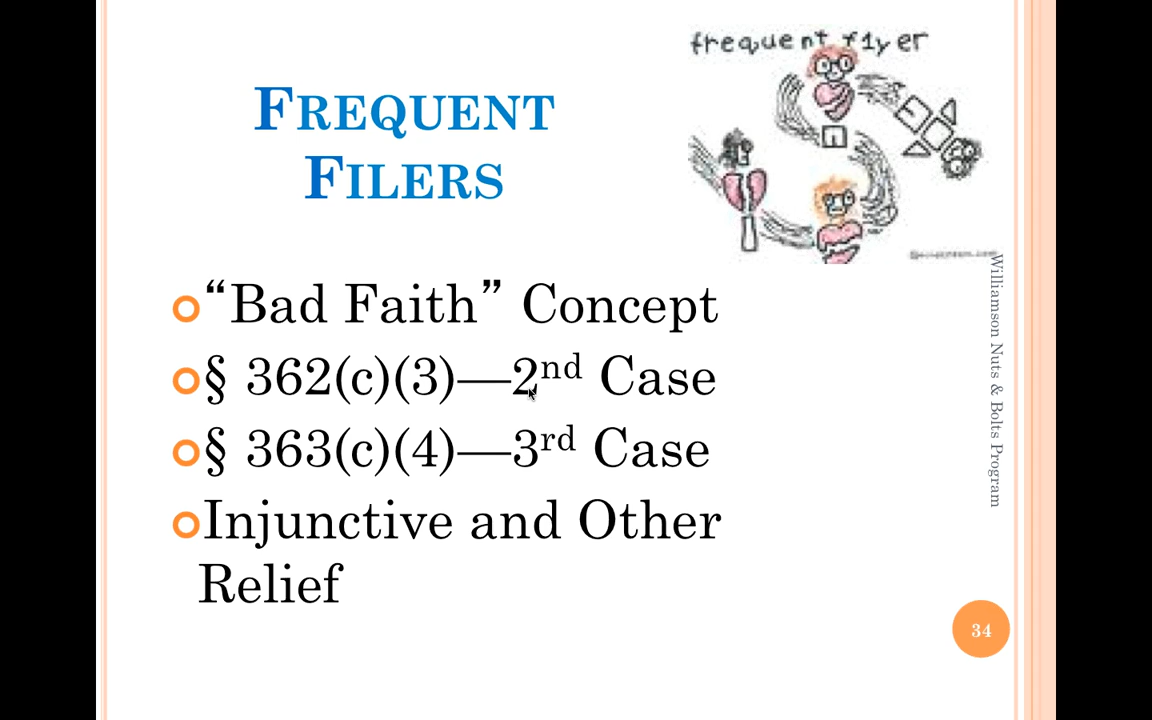 frequent flyer
FREQUENT
FILERS
“Bad Faith” Concept
§ 362(c)(3)—2nd Case
§ 363(c)(4)—3rd Case
Injunctive and Other
Relief
Williamson Nuts & Bolts Program
34